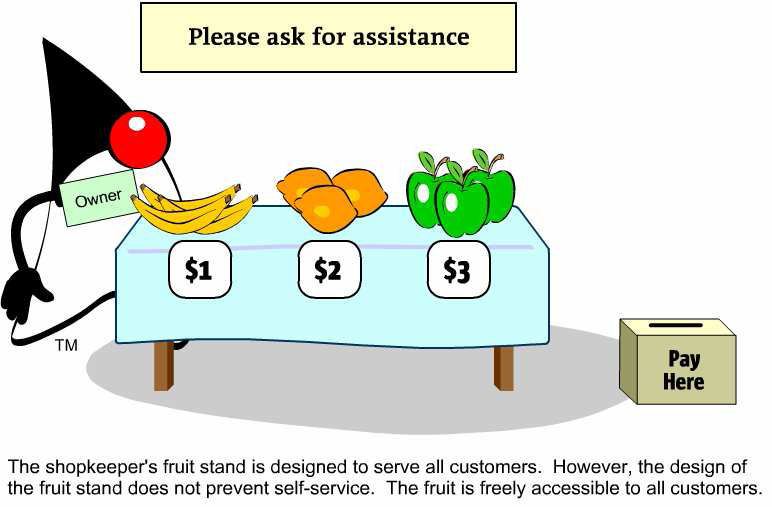 Please ask for assistance
Owner
$1
$2
$3
TM
Pay
Here
The shopkeeper's fruit stand is designed to serve all customers.  However, the design of
the fruit stand does not prevent self-service.  The fruit is freely accessible to all customers.